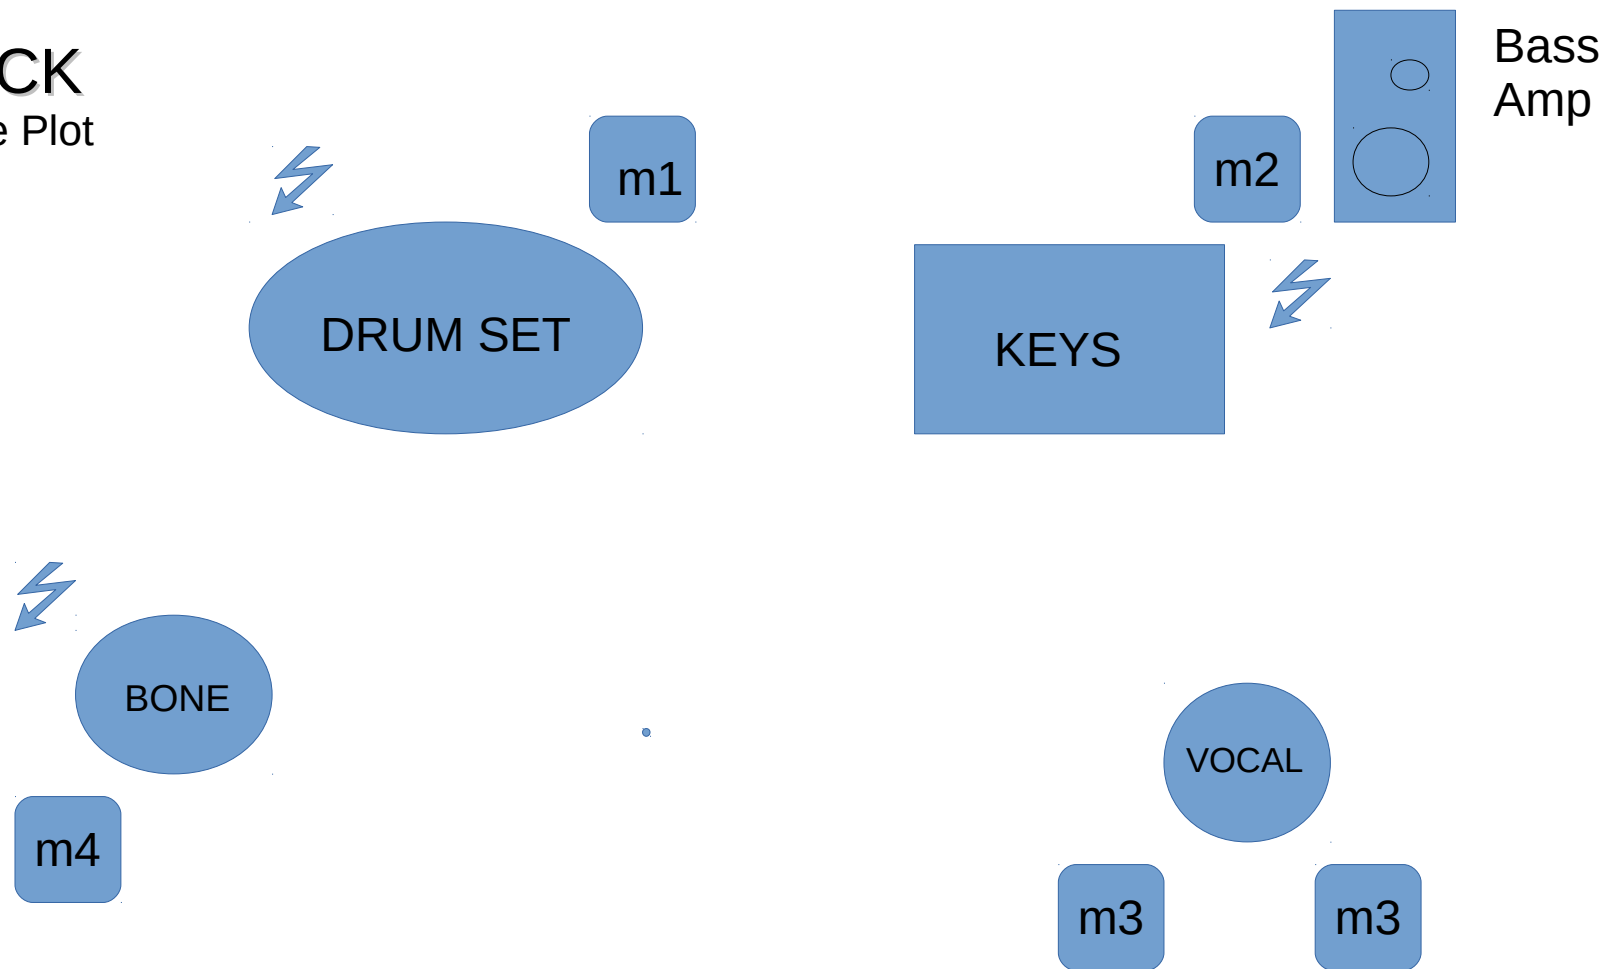 CK
e Plot
Bass
Amp
m1
m2
DRUM SET
KEYS
BONE
VOCAL
m4
m3
m3